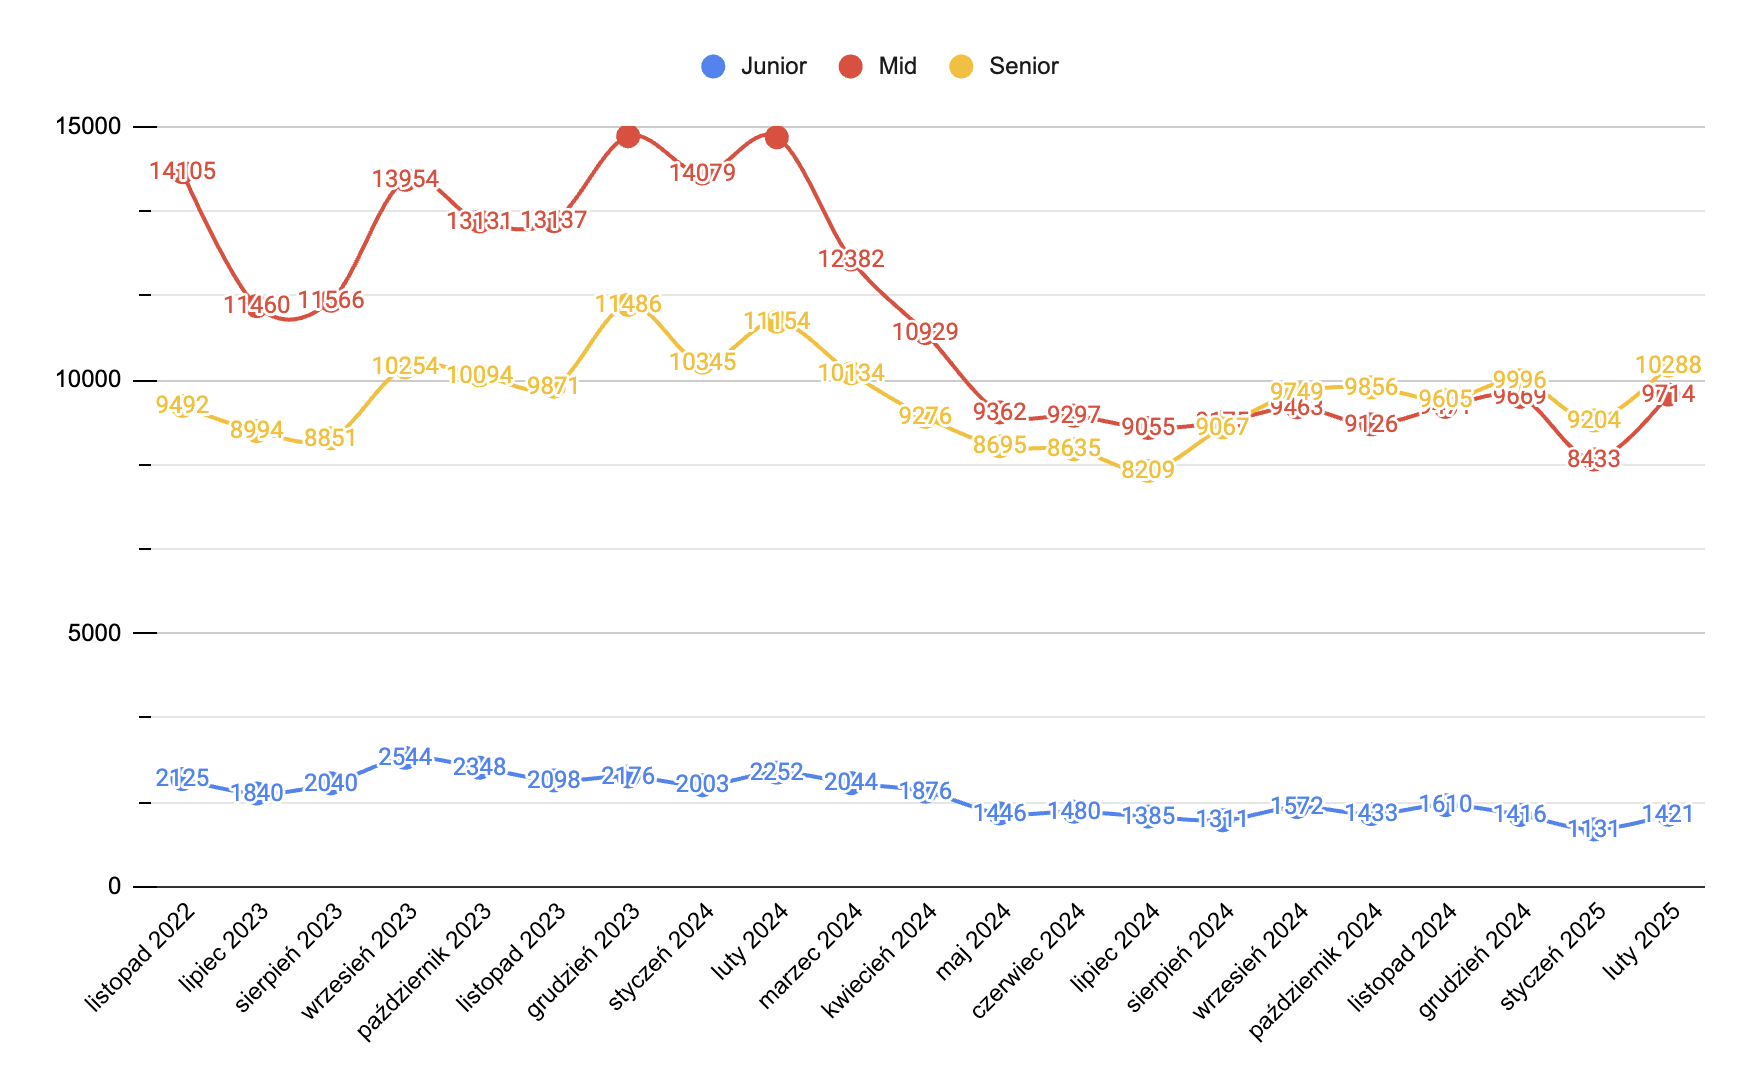 Junior Mid Senior
15000
10000
5000
0
14105 11460 11566 13954 13131 13137 14079 12382 10929 9362 9297 9055 9463 9126 9669 8433 9714
9492 8994 8851 10254 10094 9871 11486 10345 11154 10134 9276 8695 8635 8209 9067 9749 9856 9605 9996 9204 10288
2125 1840 2040 2544 2348 2098 2176 2003 2252 2044 1876 1446 1480 1385 1311 1572 1433 1610 1416 1131 1421
listopad 2022
lipiec 2023
sierpień 2023
wrzesień 2023
październik 2023
listopad 2023
grudzień 2023
styczeń 2024
luty 2024
marzec 2024
kwiecień 2024
maj 2024
czerwiec 2024
lipiec 2024
sierpień 2024
wrzesień 2024
październik 2024
listopad 2024
grudzień 2024
styczeń 2025
luty 2025